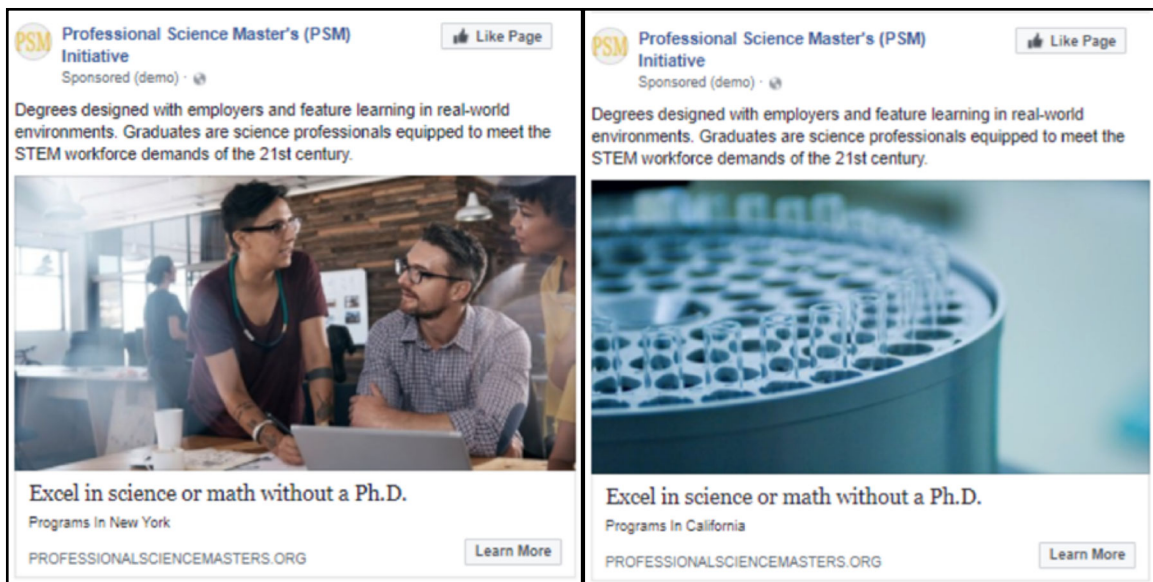 PSM
Professional Science Master's (PSM)
Initiative
Like Page
Sponsored (demo) ·
Degrees designed with employers and feature learning in real-world
environments. Graduates are science professionals equipped to meet the
STEM workforce demands of the 21st century.
Excel in science or math without a Ph.D.
Programs In New York
PROFESSIONALSCIENCEMASTERS.ORG
Learn More
PSM
Professional Science Master's (PSM)
Initiative
Like Page
Sponsored (demo) ·
Degrees designed with employers and feature learning in real-world
environments. Graduates are science professionals equipped to meet the
STEM workforce demands of the 21st century.
Excel in science or math without a Ph.D.
Programs In California
PROFESSIONALSCIENCEMASTERS.ORG
Learn More